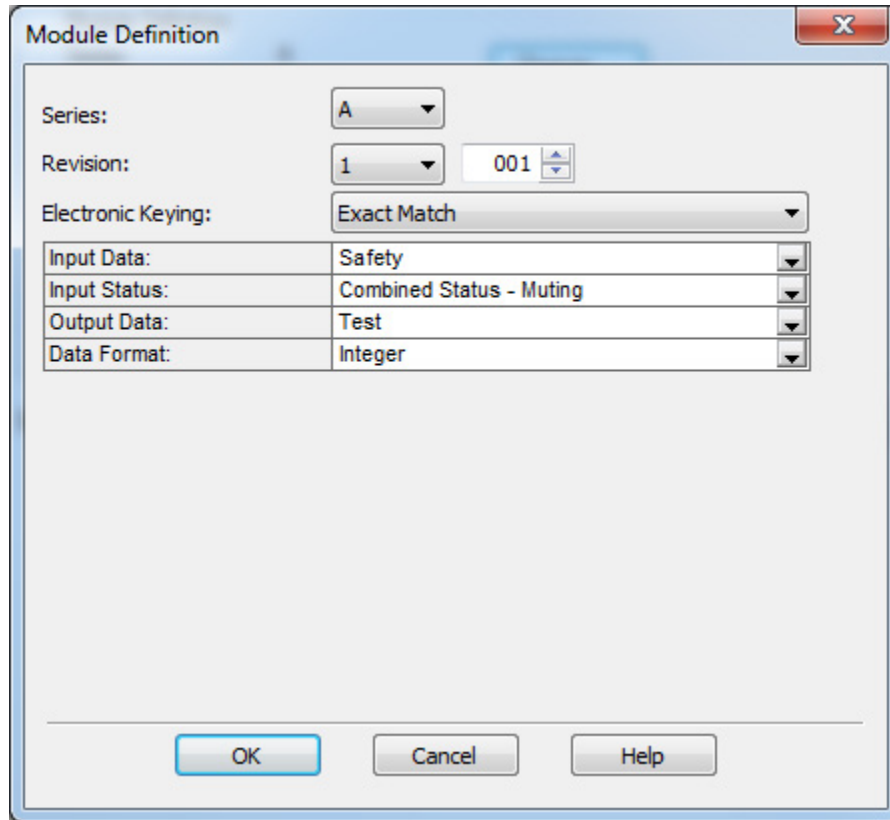 Module Definition
Series: A
Revision: 1 001
Electronic Keying: Exact Match
Input Data: Safety
Input Status: Combined Status - Muting
Output Data: Test
Data Format: Integer
OK Cancel Help